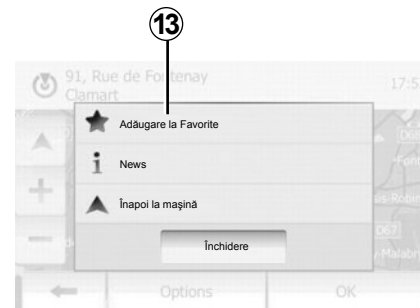 13
91, Rue de Fontenay
Clamart
17:5
Adăugare la Favorite
News
Înapoi la maşină
Închidere
Options
OK